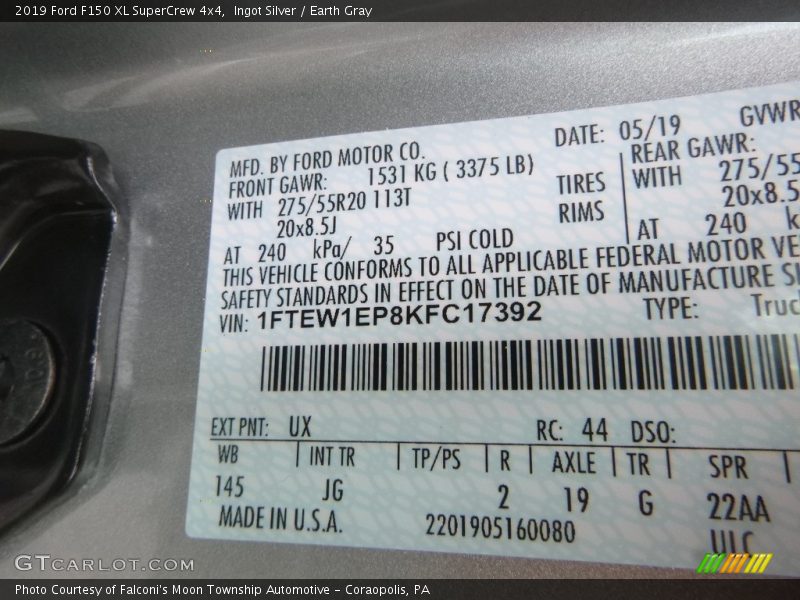 2019 Ford F150 XL SuperCrew 4x4, Ingot Silver / Earth Gray
MFD. BY FORD MOTOR CO.
DATE: 05/19
GVWR
FRONT GAWR: 1531 KG ( 3375 LB)
REAR GAWR:
WITH 275/55R20 113T
TIRES
WITH 275/55
20x8.5J
RIMS
20x8.5
AT 240 kPa/ 35 PSI COLD
AT 240
THIS VEHICLE CONFORMS TO ALL APPLICABLE FEDERAL MOTOR VE
SAFETY STANDARDS IN EFFECT ON THE DATE OF MANUFACTURE S
VIN: 1FTEW1EP8KFC17392
TYPE: Truc
EXT PNT: UX
RC: 44 DSO:
WB INT TR TP/PS R AXLE TR SPR
145 JG 2 19 G 22AA
MADE IN U.S.A.
2201905160080
ULC
GTCarLot.com
Photo Courtesy of Falconi's Moon Township Automotive – Coraopolis, PA